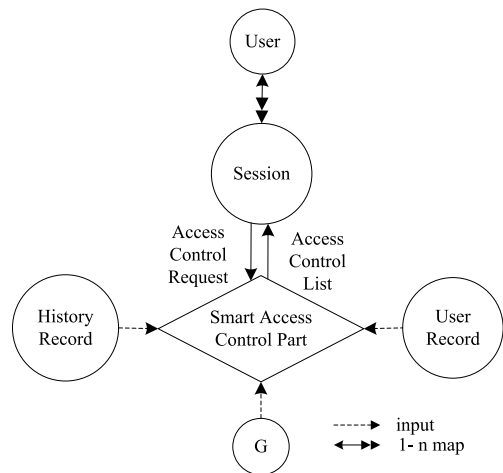 User
Session
Access
Control
Request
Access
Control
List
History
Record
Smart Access
Control Part
User
Record
G
input
1- n map